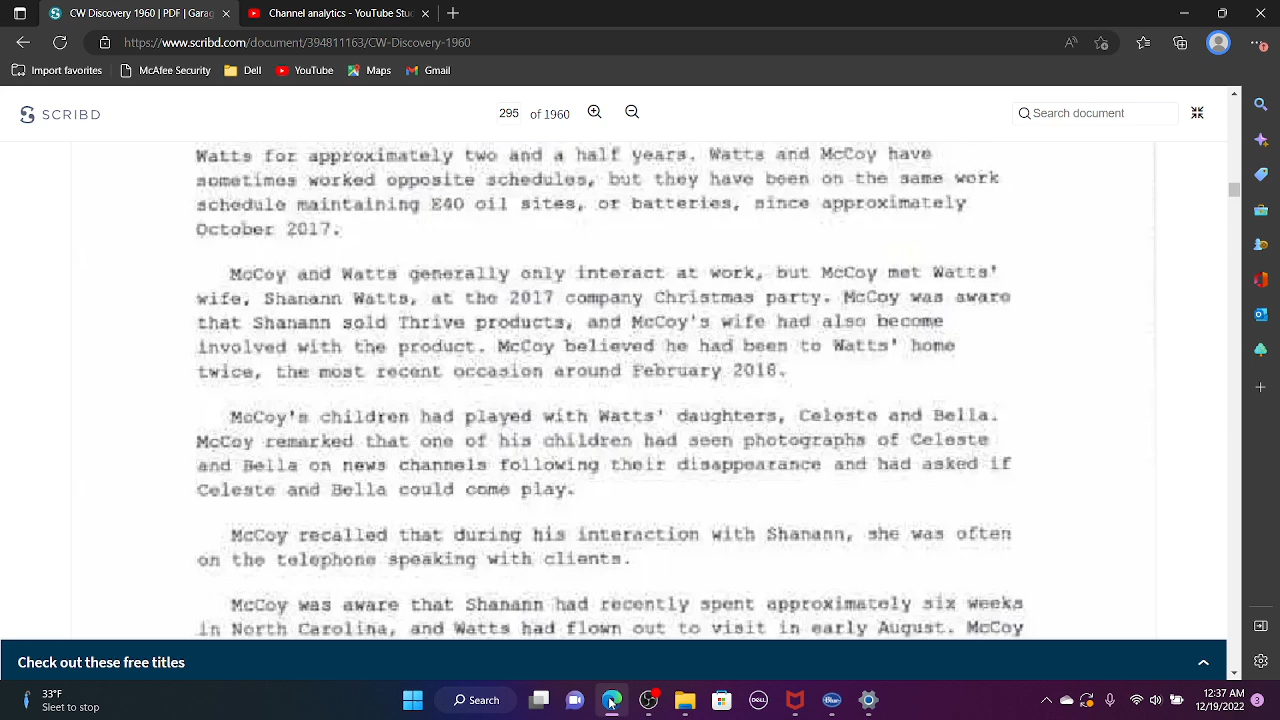 CW Discovery 1960 | PDF | Garag
Channel analytics - YouTube Stu
https://www.scribd.com/document/394811163/CW-Discovery-1960
Import favorites
McAfee Security
Dell
YouTube
Maps
Gmail
SCRIBD
295 of 1960
Search document
Watts for approximately two and a half years. Watts and McCoy have
sometimes worked opposite schedules, but they have been on the same work
schedule maintaining E40 oil sites, or batteries, since approximately
October 2017.
McCoy and Watts generally only interact at work, but McCoy met Watts'
wife, Shanann Watts, at the 2017 company Christmas party. McCoy was aware
that Shanann sold Thrive products, and McCoy's wife had also become
involved with the product. McCoy believed he had been to Watts' home
twice, the most recent occasion around February 2018.
McCoy's children had played with Watts' daughters, Celeste and Bella.
McCoy remarked that one of his children had seen photographs of Celeste
and Bella on news channels following their disappearance and had asked if
Celeste and Bella could come play.
McCoy recalled that during his interaction with Shanann, she was often
on the telephone speaking with clients.
McCoy was aware that Shanann had recently spent approximately six weeks
in North Carolina, and Watts had flown out to visit in early August. McCoy
Check out these free titles
33°F
Sleet to stop
Search
DELL
Blue
12:37 AM
12/19/2022
3